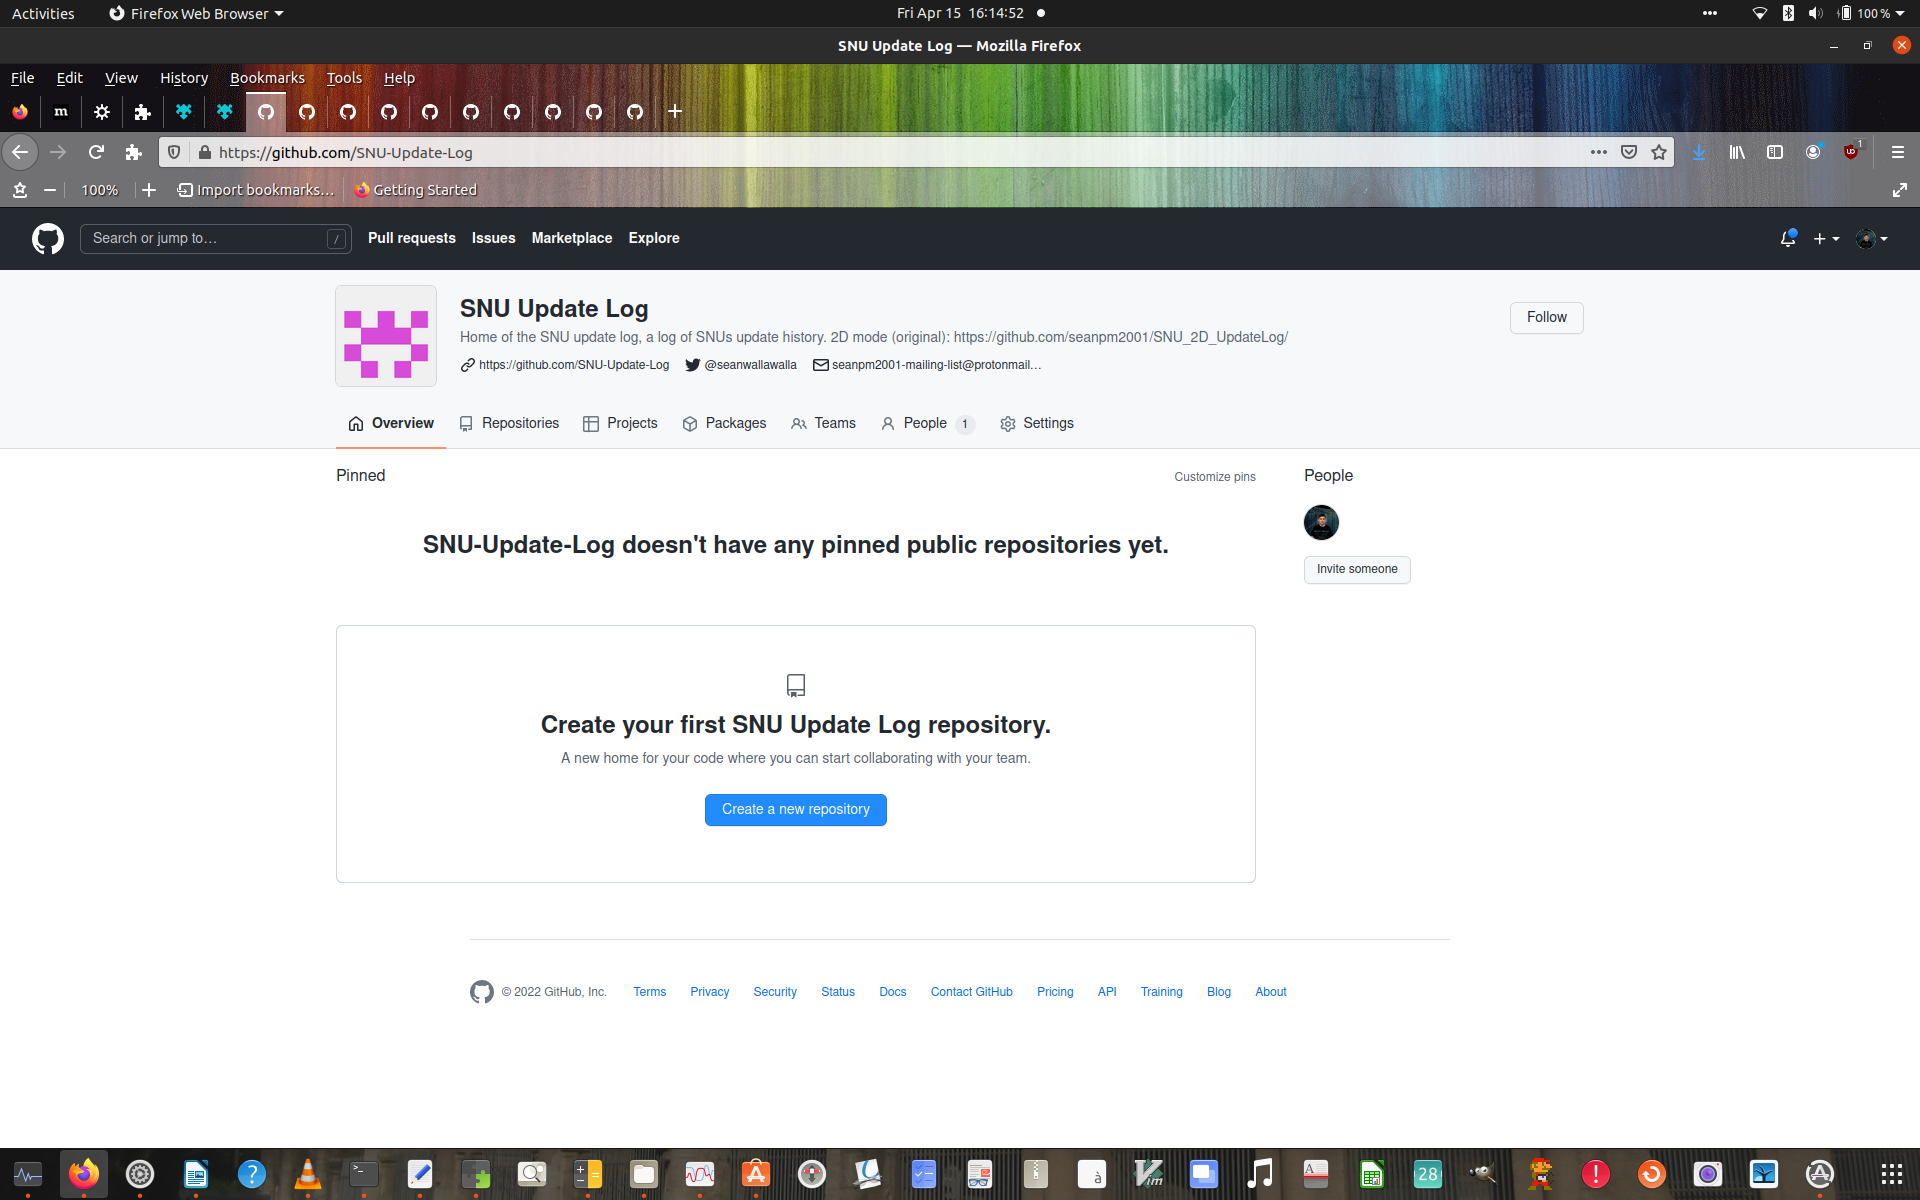 Activities
Firefox Web Browser
Fri Apr 15 16:14:52
100 %
SNU Update Log — Mozilla Firefox
File Edit View History Bookmarks Tools Help
m
https://github.com/SNU-Update-Log
1
100%
Import bookmarks…
Getting Started
Search or jump to…
/
Pull requests Issues Marketplace Explore
SNU Update Log
Home of the SNU update log, a log of SNUs update history. 2D mode (original): https://github.com/seanpm2001/SNU_2D_UpdateLog/
https://github.com/SNU-Update-Log
@seanwallawalla
seanpm2001-mailing-list@protonmail…
Follow
Overview Repositories Projects Packages Teams People 1 Settings
Pinned
Customize pins
People
SNU-Update-Log doesn't have any pinned public repositories yet.
Invite someone
Create your first SNU Update Log repository.
A new home for your code where you can start collaborating with your team.
Create a new repository
© 2022 GitHub, Inc. Terms Privacy Security Status Docs Contact GitHub Pricing API Training Blog About
?
>_
à
Vim
A
28
!
A